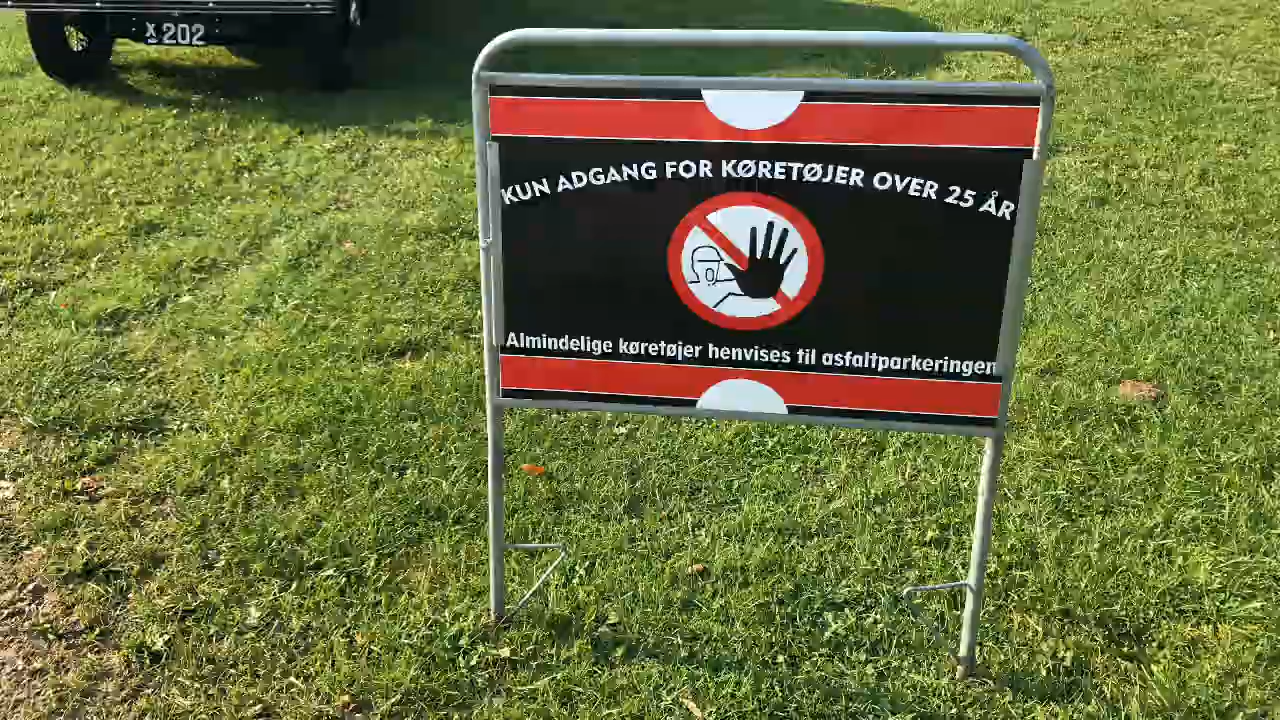 X 202
KUN ADGANG FOR KØRETØJER OVER 25 ÅR
Almindelige køretøjer henvises til asfaltparkeringen